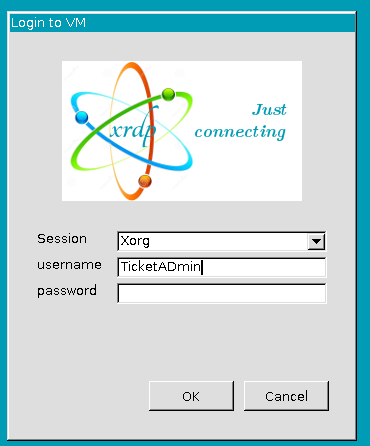 Login to VM
xrdp
Just
connecting
Session
Xorg
username
TicketADmin
password
OK
Cancel